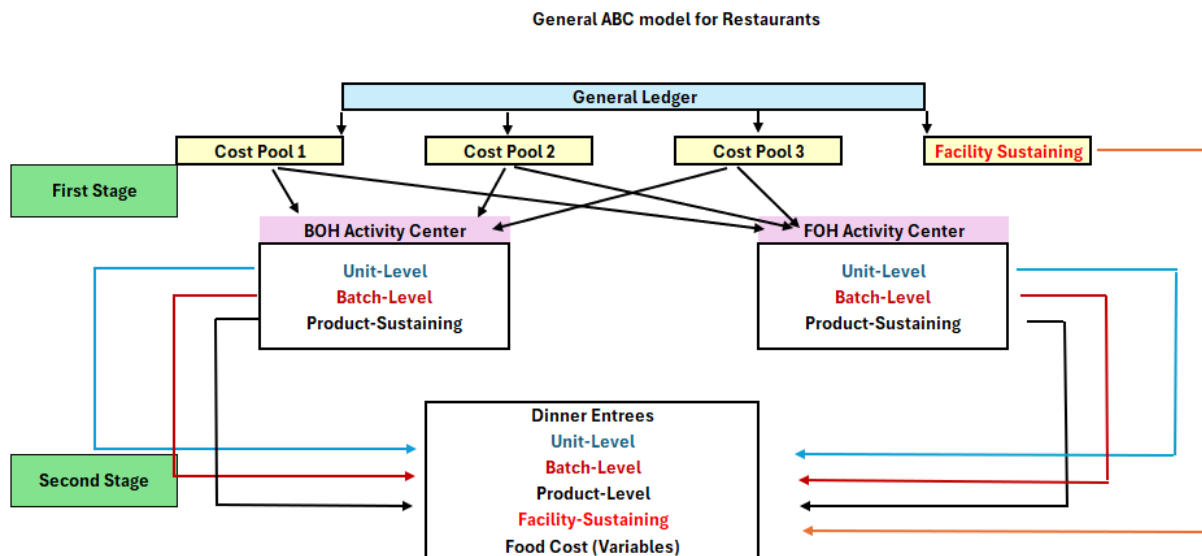 General ABC model for Restaurants
General Ledger
Cost Pool 1
Cost Pool 2
Cost Pool 3
Facility Sustaining
First Stage
BOH Activity Center
FOH Activity Center
Unit-Level
Batch-Level
Product-Sustaining
Unit-Level
Batch-Level
Product-Sustaining
Dinner Entrees
Unit-Level
Batch-Level
Product-Level
Facility-Sustaining
Food Cost (Variables)
Second Stage